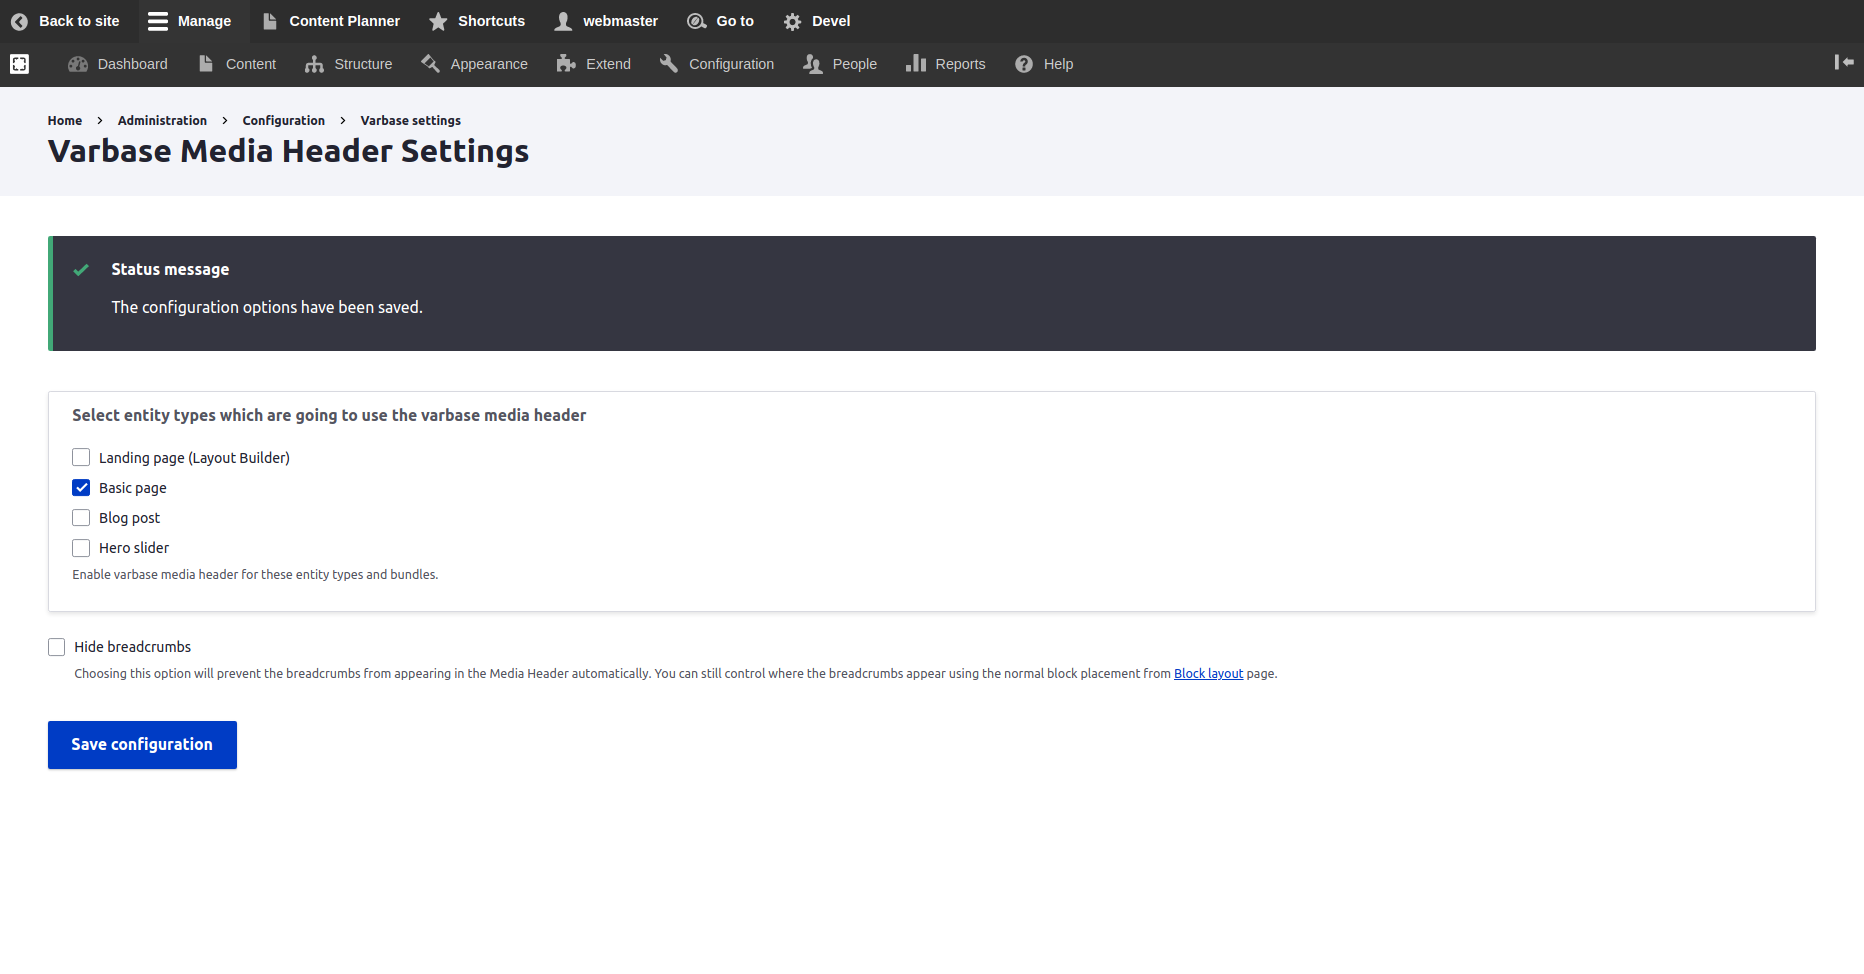 Back to site Manage Content Planner Shortcuts webmaster Go to Devel
Dashboard Content Structure Appearance Extend Configuration People Reports Help
Home Administration Configuration Varbase settings
Varbase Media Header Settings
Status message
The configuration options have been saved.
Select entity types which are going to use the varbase media header
Landing page (Layout Builder)
Basic page
Blog post
Hero slider
Enable varbase media header for these entity types and bundles.
Hide breadcrumbs
Choosing this option will prevent the breadcrumbs from appearing in the Media Header automatically. You can still control where the breadcrumbs appear using the normal block placement from Block layout page.
Save configuration